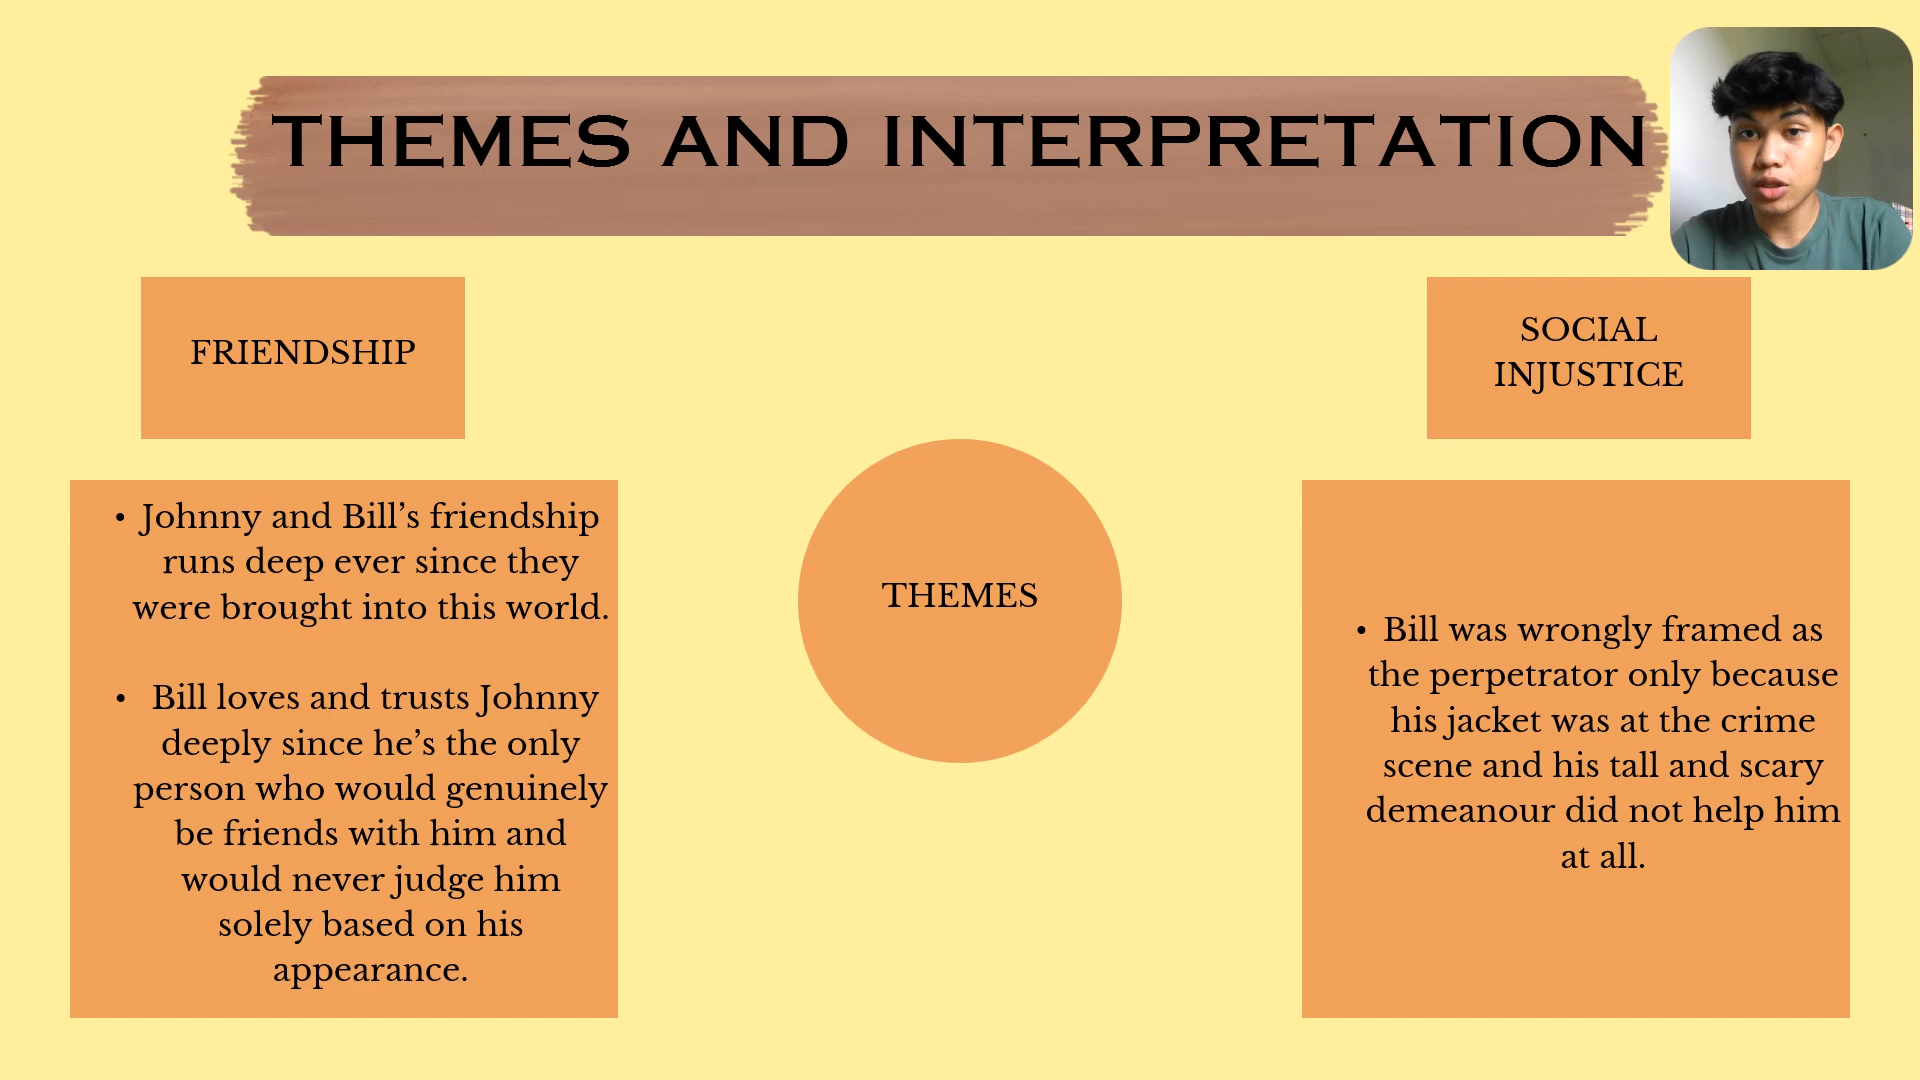 THEMES AND INTERPRETATION
FRIENDSHIP
• Johnny and Bill’s friendship
runs deep ever since they
were brought into this world.
• Bill loves and trusts Johnny
deeply since he’s the only
person who would genuinely
be friends with him and
would never judge him
solely based on his
appearance.
THEMES
SOCIAL
INJUSTICE
• Bill was wrongly framed as
the perpetrator only because
his jacket was at the crime
scene and his tall and scary
demeanour did not help him
at all.